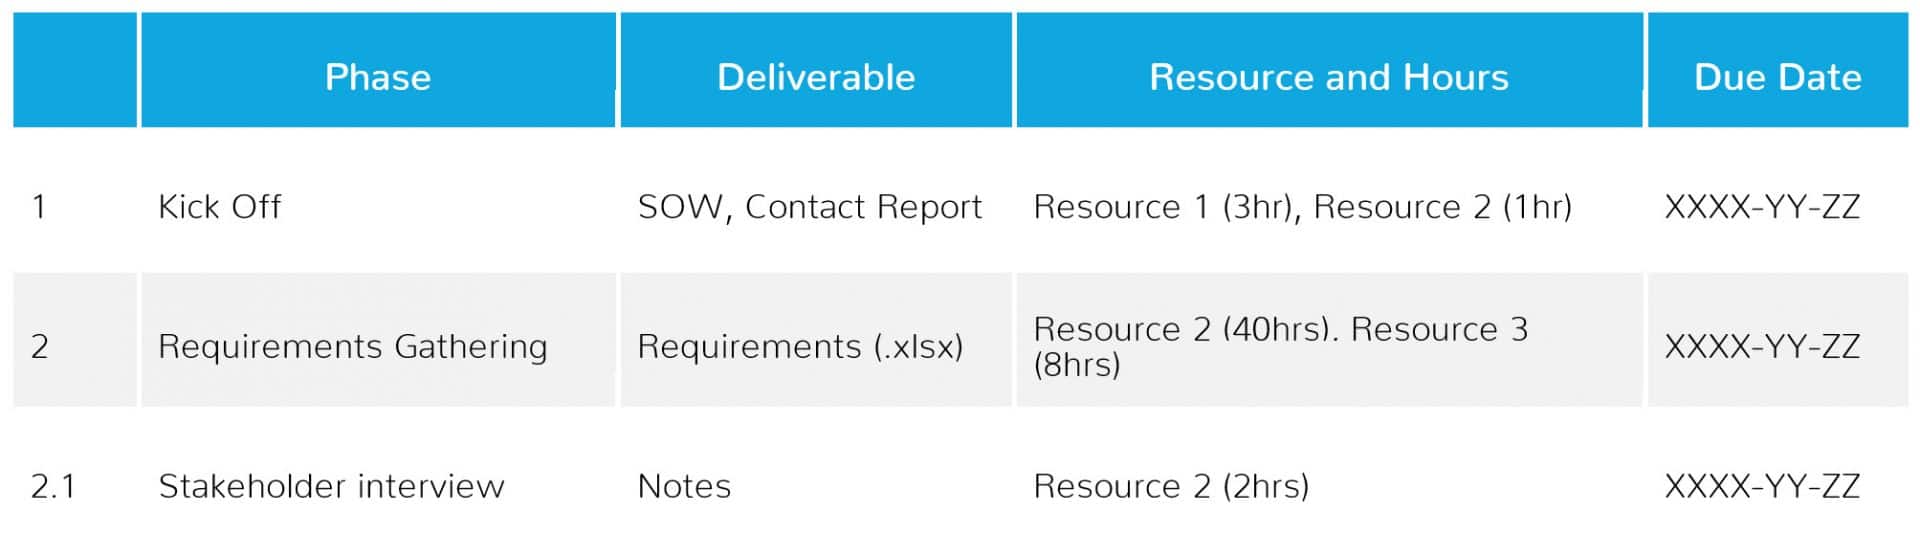 Phase Deliverable Resource and Hours Due Date
1 Kick Off SOW, Contact Report Resource 1 (3hr), Resource 2 (1hr) XXXX-YY-ZZ
2 Requirements Gathering Requirements (.xlsx) Resource 2 (40hrs). Resource 3
(8hrs) XXXX-YY-ZZ
2.1 Stakeholder interview Notes Resource 2 (2hrs) XXXX-YY-ZZ